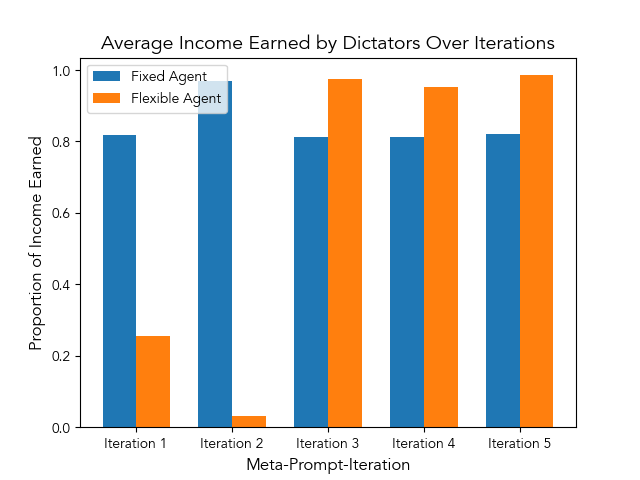 Average Income Earned by Dictators Over Iterations
Fixed Agent
Flexible Agent
1.0
0.8
0.6
0.4
0.2
0.0
Proportion of Income Earned
Iteration 1
Iteration 2
Iteration 3
Iteration 4
Iteration 5
Meta-Prompt-Iteration